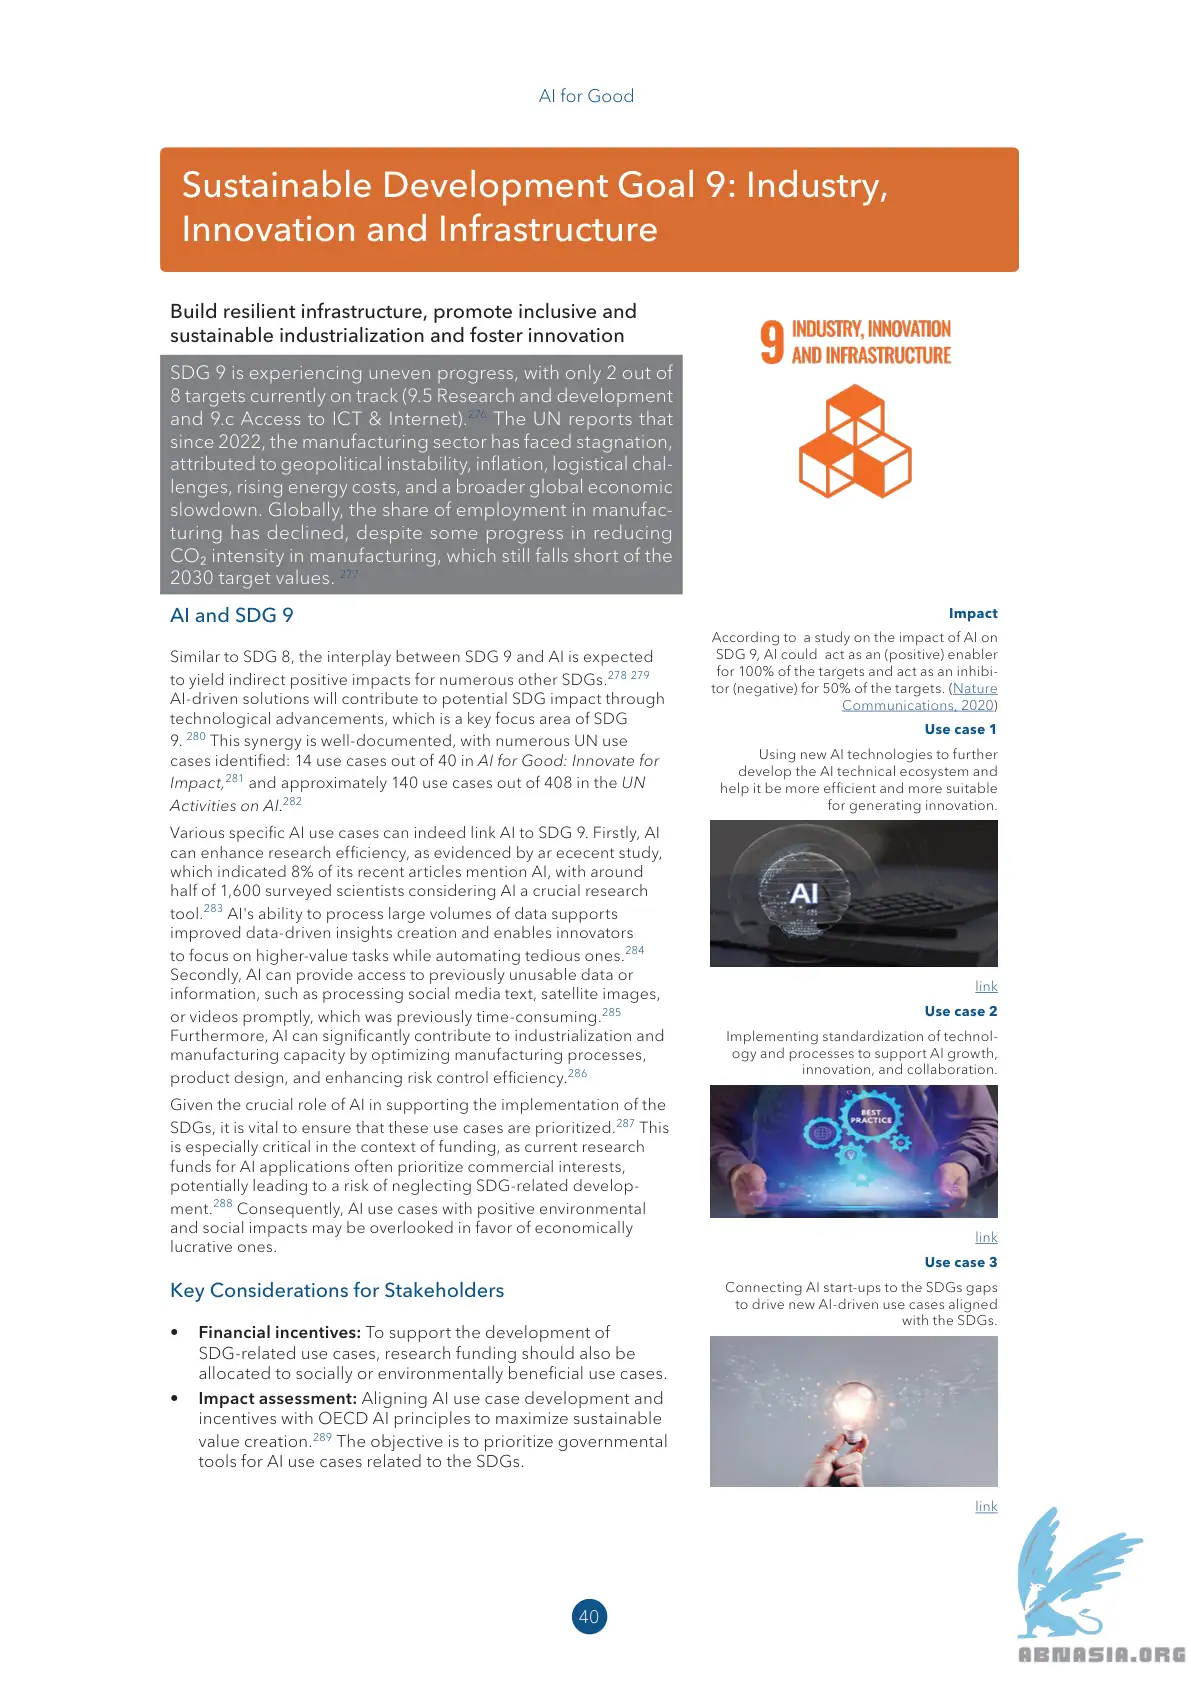 AI for Good
Sustainable Development Goal 9: Industry,
Innovation and Infrastructure
Build resilient infrastructure, promote inclusive and
sustainable industrialization and foster innovation
SDG 9 is experiencing uneven progress, with only 2 out of
8 targets currently on track (9.5 Research and development
and 9.c Access to ICT & Internet).276 The UN reports that
since 2022, the manufacturing sector has faced stagnation,
attributed to geopolitical instability, inflation, logistical chal-
lenges, rising energy costs, and a broader global economic
slowdown. Globally, the share of employment in manufac-
turing has declined, despite some progress in reducing
CO₂ intensity in manufacturing, which still falls short of the
2030 target values. 277
AI and SDG 9
Similar to SDG 8, the interplay between SDG 9 and AI is expected
to yield indirect positive impacts for numerous other SDGs.278 279
AI-driven solutions will contribute to potential SDG impact through
technological advancements, which is a key focus area of SDG
9. 280 This synergy is well-documented, with numerous UN use
cases identified: 14 use cases out of 40 in AI for Good: Innovate for
Impact,281 and approximately 140 use cases out of 408 in the UN
Activities on AI.282
Various specific AI use cases can indeed link AI to SDG 9. Firstly, AI
can enhance research efficiency, as evidenced by ar ececent study,
which indicated 8% of its recent articles mention AI, with around
half of 1,600 surveyed scientists considering AI a crucial research
tool.283 AI's ability to process large volumes of data supports
improved data-driven insights creation and enables innovators
to focus on higher-value tasks while automating tedious ones.284
Secondly, AI can provide access to previously unusable data or
information, such as processing social media text, satellite images,
or videos promptly, which was previously time-consuming.285
Furthermore, AI can significantly contribute to industrialization and
manufacturing capacity by optimizing manufacturing processes,
product design, and enhancing risk control efficiency.286
Given the crucial role of AI in supporting the implementation of the
SDGs, it is vital to ensure that these use cases are prioritized.287 This
is especially critical in the context of funding, as current research
funds for AI applications often prioritize commercial interests,
potentially leading to a risk of neglecting SDG-related develop-
ment.288 Consequently, AI use cases with positive environmental
and social impacts may be overlooked in favor of economically
lucrative ones.
Key Considerations for Stakeholders
• Financial incentives: To support the development of
SDG-related use cases, research funding should also be
allocated to socially or environmentally beneficial use cases.
• Impact assessment: Aligning AI use case development and
incentives with OECD AI principles to maximize sustainable
value creation.289 The objective is to prioritize governmental
tools for AI use cases related to the SDGs.
9 INDUSTRY, INNOVATION
AND INFRASTRUCTURE
Impact
According to a study on the impact of AI on
SDG 9, AI could act as an (positive) enabler
for 100% of the targets and act as an inhibi-
tor (negative) for 50% of the targets. (Nature
Communications, 2020)
Use case 1
Using new AI technologies to further
develop the AI technical ecosystem and
help it be more efficient and more suitable
for generating innovation.
AI
link
Use case 2
Implementing standardization of technol-
ogy and processes to support AI growth,
innovation, and collaboration.
BEST
PRACTICE
link
Use case 3
Connecting AI start-ups to the SDGs gaps
to drive new AI-driven use cases aligned
with the SDGs.
link
40
ABNASIA.ORG